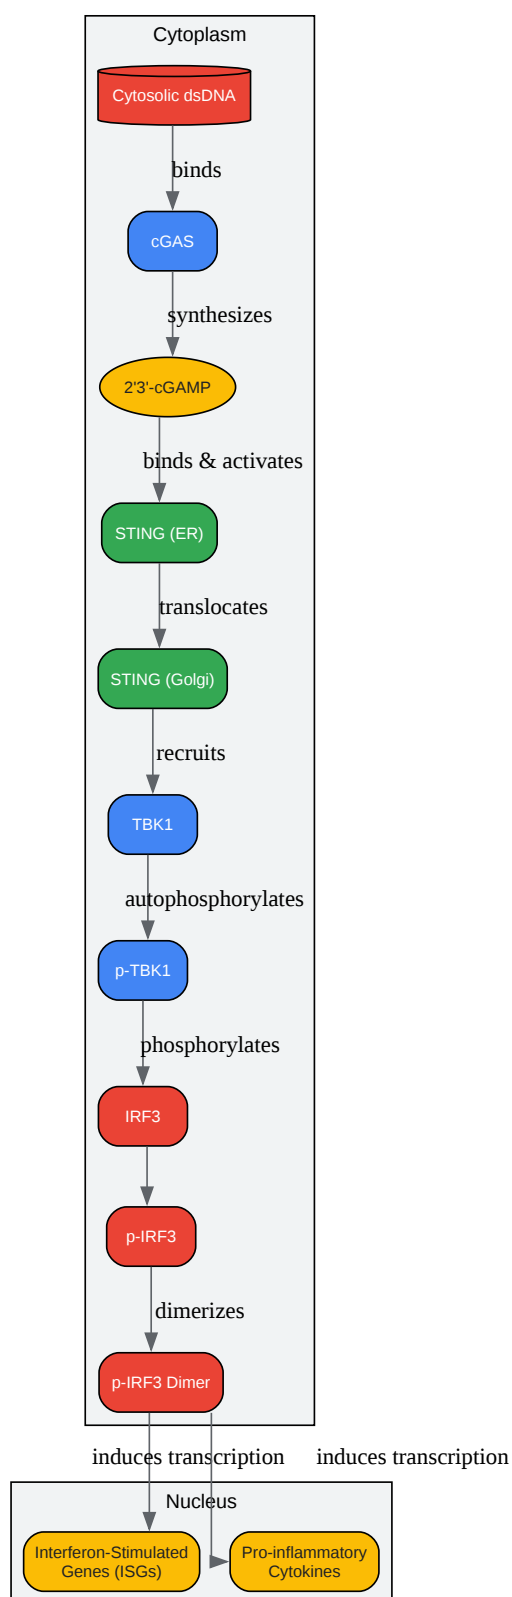 Cytoplasm
Cytosolic dsDNA
binds
cGAS
synthesizes
2'3'-cGAMP
binds & activates
STING (ER)
translocates
STING (Golgi)
recruits
TBK1
autophosphorylates
p-TBK1
phosphorylates
IRF3
p-IRF3
dimerizes
p-IRF3 Dimer
induces transcription
induces transcription
Nucleus
Interferon-Stimulated
Genes (ISGs)
Pro-inflammatory
Cytokines